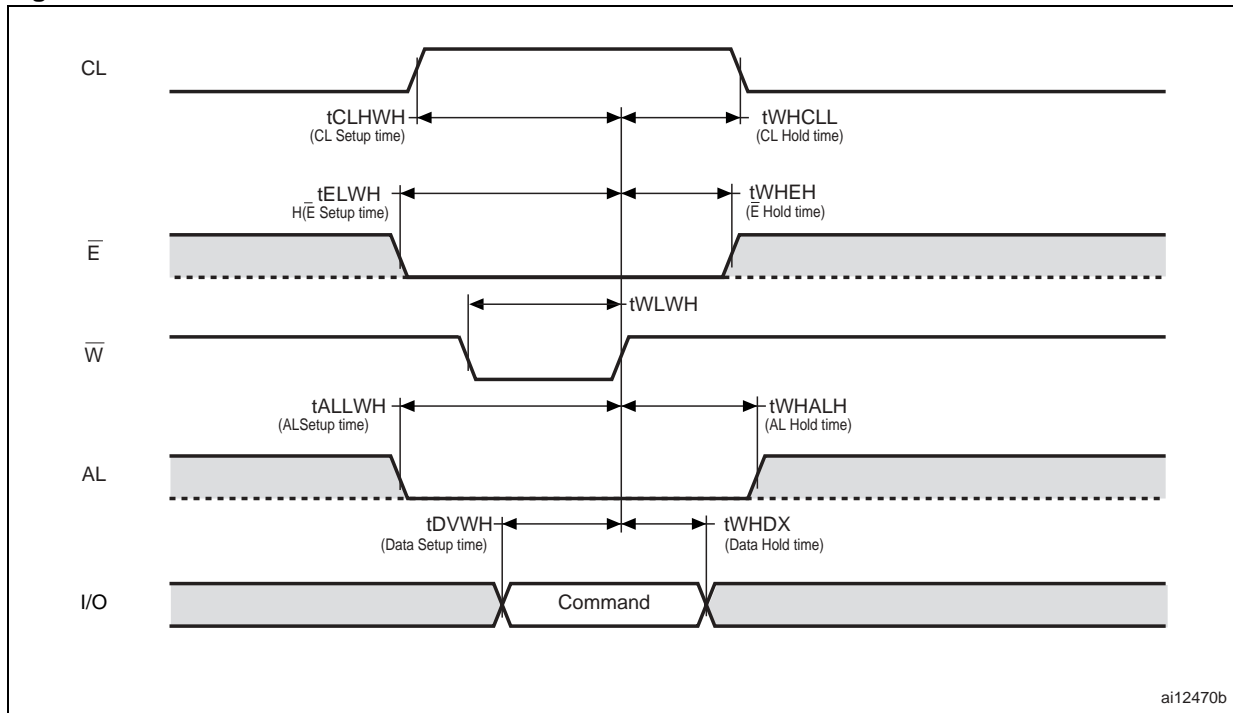 CL
tCLHWH
(CL Setup time)
tWHCLL
(CL Hold time)
tELWH
H(E̅ Setup time)
tWHEH
(E̅ Hold time)
E̅
tWLWH
W̅
tALLWH
(ALSetup time)
tWHALH
(AL Hold time)
AL
tDVWH
(Data Setup time)
tWHDX
(Data Hold time)
I/O
Command
ai12470b